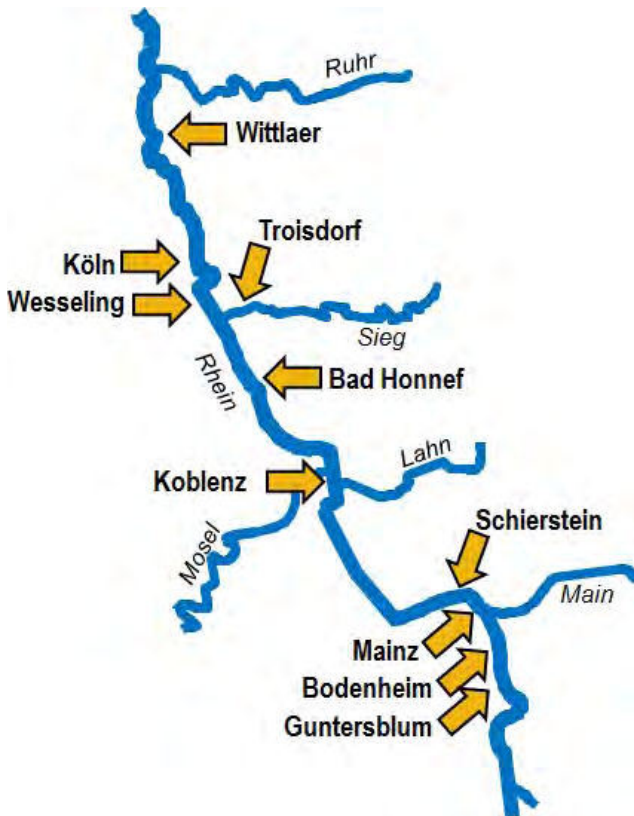 Ruhr
Wittlaer
Troisdorf
Köln
Wesseling
Sieg
Rhein
Bad Honnef
Lahn
Koblenz
Schierstein
Mosel
Main
Mainz
Bodenheim
Guntersblum